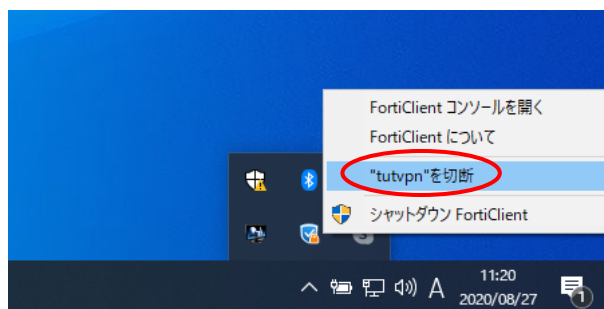 FortiClient コンソールを開く
FortiClient について
"tutvpn"を切断
シャットダウン FortiClient
A
11:20
2020/08/27
1